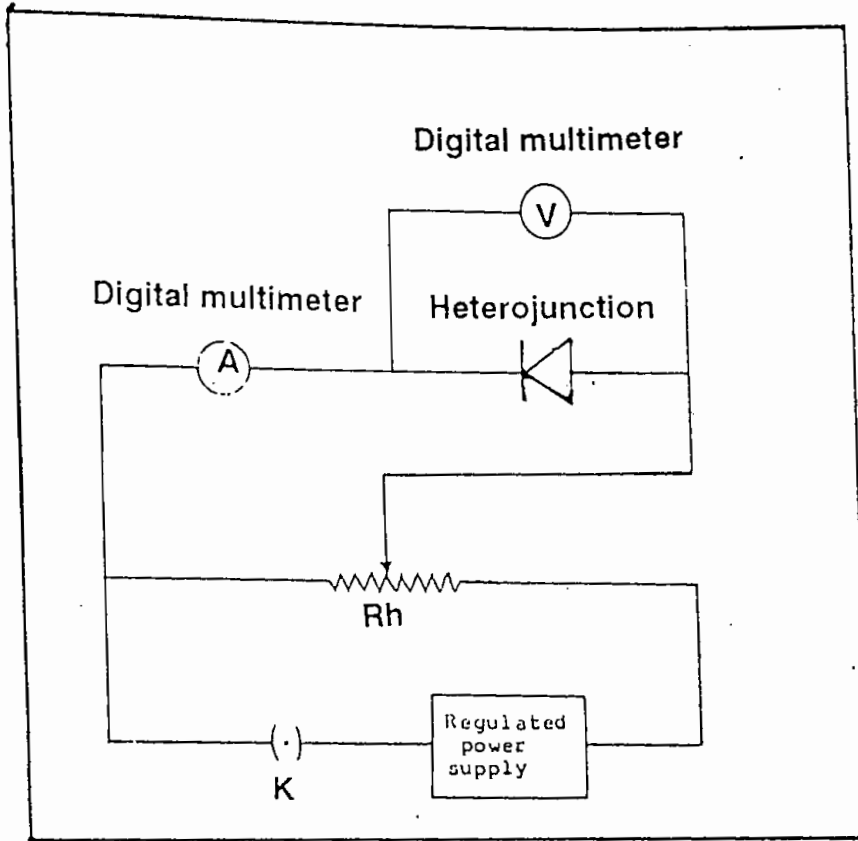 Digital multimeter
V
Digital multimeter
Heterojunction
A
Rh
Regulated
power
supply
(·)
K